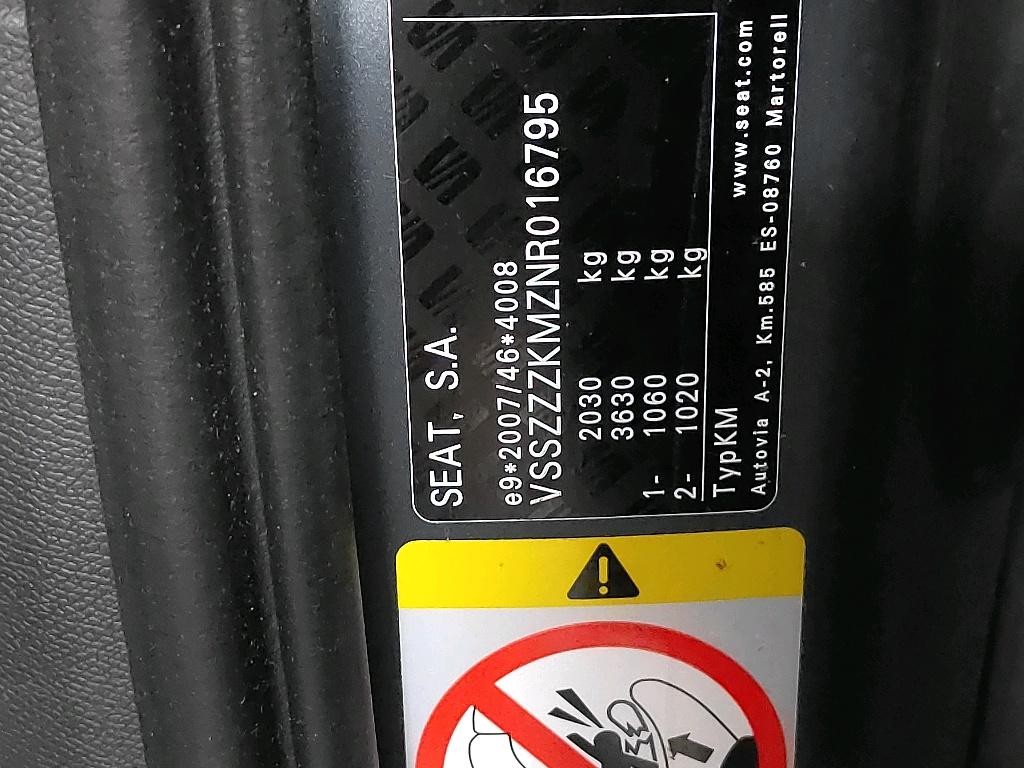 SEAT, S.A.
e9*2007/46*4008
VSSZZZKMZNR016795
2030 kg
3630 kg
1- 1060 kg
2- 1020 kg
TypKM
www.seat.com
Autovia A-2, Km.585 ES-08760 Martorell